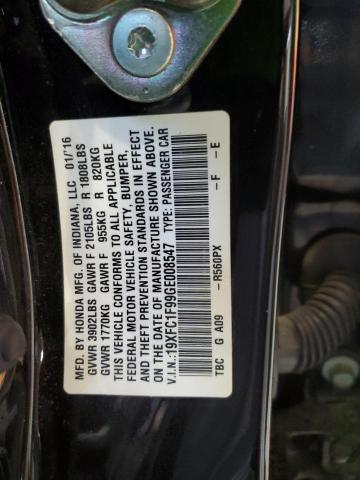 MFD. BY HONDA MFG. OF INDIANA, LLC 01/'16
GVWR 3902LBS GAWR F 2105LBS R 1808LBS
GVWR 1770KG GAWR F 955KG 820KG
THIS VEHICLE CONFORMS TO ALL APPLICABLE
FEDERAL MOTOR VEHICLE SAFETY, BUMPER,
AND THEFT PREVENTION STANDARDS IN EFFECT
ON THE DATE OF MANUFACTURE SHOWN ABOVE.
V.I.N.:19XFC1F99GE008547 TYPE: PASSENGER CAR
TBC G A09 -R560PX -F -E